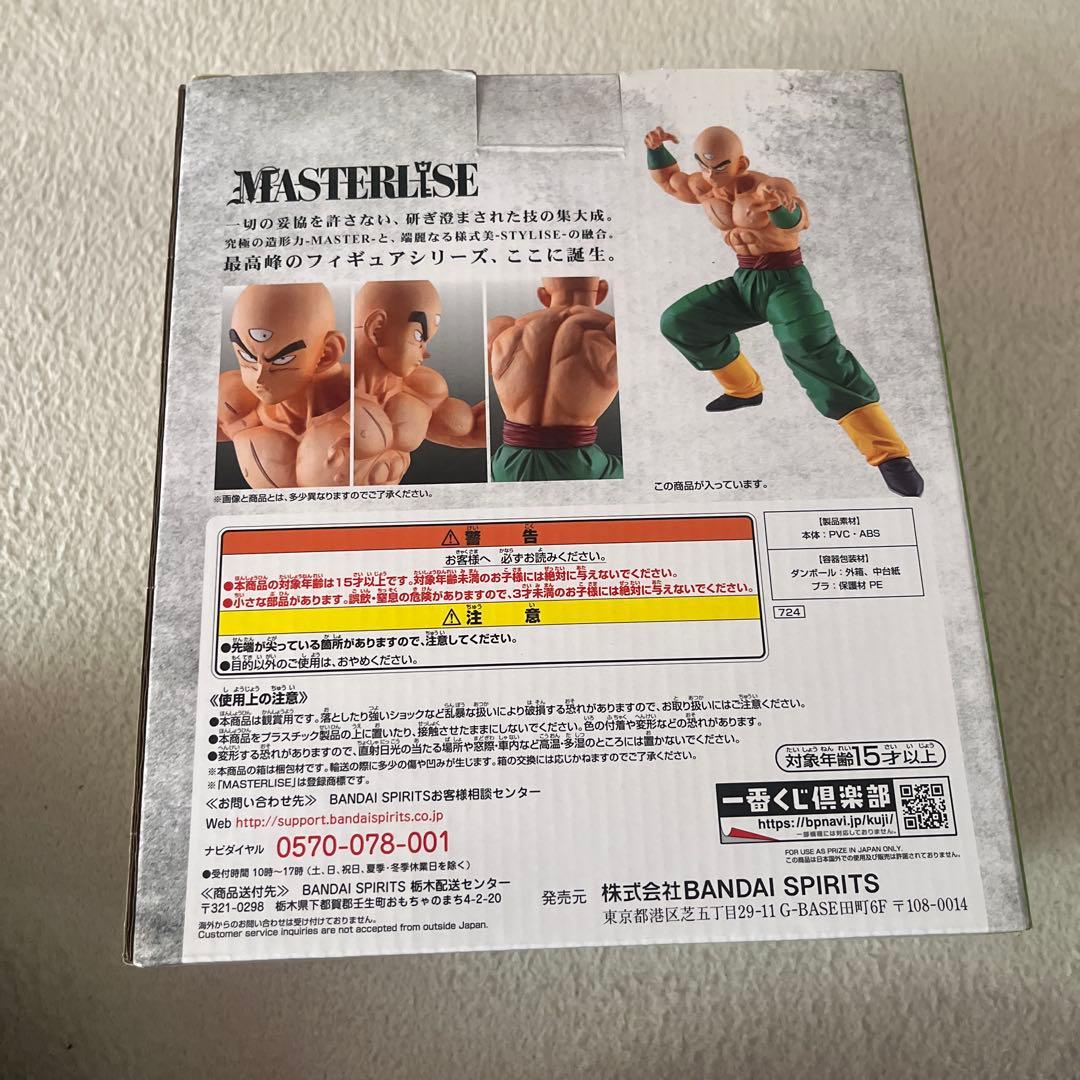 MASTERLISE
一切の妥協を許さない、研ぎ澄まされた技の集大成。
究極の造形力-MASTER-と、端麗なる様式美-STYLISE-の融合。
最高峰のフィギュアシリーズ、ここに誕生。
※画像と商品とは、多少異なりますのでご了承ください。
この商品が入っています。
⚠警告
お客様へ 必ずお読みください。
●本商品の対象年齢は15才以上です。対象年齢未満のお子様には絶対に与えないでください。
●小さな部品があります。誤飲・窒息の危険がありますので、3才未満のお子様には絶対に与えないでください。
⚠注意
●先端が尖っている箇所がありますので、注意してください。
●目的以外のご使用は、おやめください。
【製品素材】
本体：PVC・ABS
【容器包装材】
ダンボール：外箱、中台紙
プラ：保護材 PE
724
《使用上の注意》
●本商品は観賞用です。落としたり強いショックなど乱暴な扱いにより破損する恐れがありますので、お取り扱いにはご注意ください。
●本商品をプラスチック製品の上に置いたり、接触させたままにしないでください。色の付着や変形などの恐れがあります。
●変形する恐れがありますので、直射日光の当たる場所や窓際・車内など高温・多湿のところには置かないでください。
※本商品の箱は梱包材です。輸送の際に多少の傷や凹みが生じます。箱の交換には応じかねますのでご了承ください。
※「MASTERLISE」は登録商標です。
対象年齢15才以上
≪お問い合わせ先≫ BANDAI SPIRITSお客様相談センター
Web http://support.bandaispirits.co.jp
ナビダイヤル 0570-078-001
●受付時間 10時～17時（土、日、祝日、夏季・冬季休業日を除く）
≪商品送付先≫ BANDAI SPIRITS 栃木配送センター
〒321-0298 栃木県下都賀郡壬生町おもちゃのまち4-2-20
海外からのお問い合わせは受け付けておりません。
Customer service inquiries are not accepted from outside Japan.
一番くじ倶楽部
https://bpnavi.jp/kuji/
一部機種には対応しておりません。
FOR USE AS PRIZE IN JAPAN ONLY.
この商品は日本国外での使用及び販売は許諾されておりません。
発売元 株式会社BANDAI SPIRITS
東京都港区芝五丁目29-11 G-BASE田町6F 〒108-0014